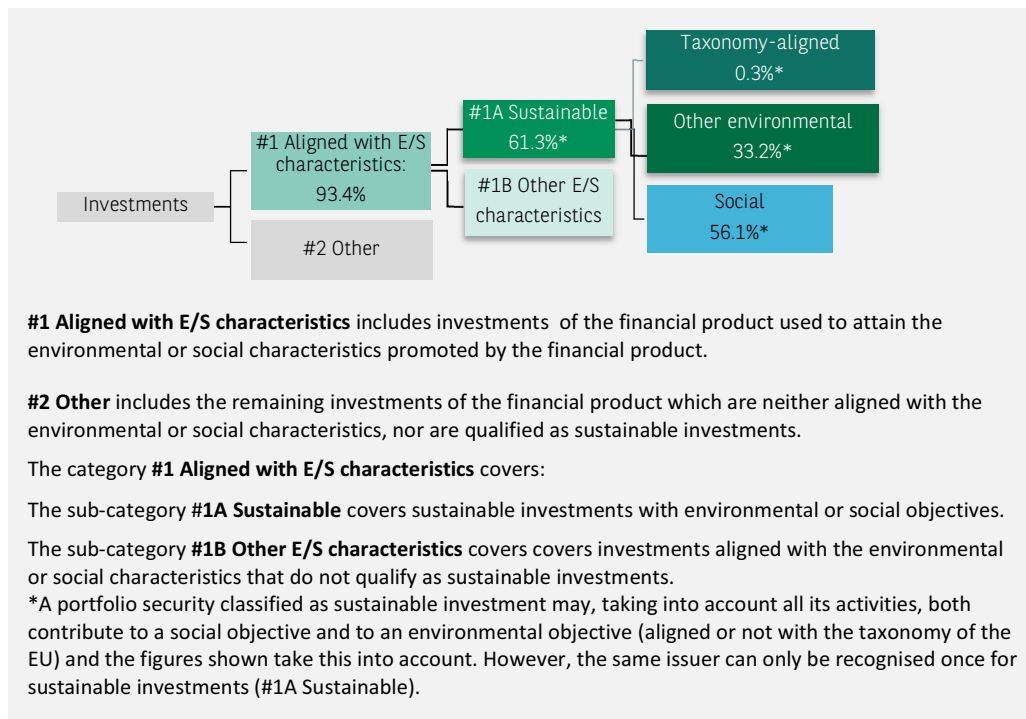 Investments
#1 Aligned with E/S
characteristics:
93.4%
#2 Other
#1A Sustainable
61.3%*
#1B Other E/S
characteristics
Taxonomy-aligned
0.3%*
Other environmental
33.2%*
Social
56.1%*
#1 Aligned with E/S characteristics includes investments of the financial product used to attain the
environmental or social characteristics promoted by the financial product.
#2 Other includes the remaining investments of the financial product which are neither aligned with the
environmental or social characteristics, nor are qualified as sustainable investments.
The category #1 Aligned with E/S characteristics covers:
The sub-category #1A Sustainable covers sustainable investments with environmental or social objectives.
The sub-category #1B Other E/S characteristics covers covers investments aligned with the environmental
or social characteristics that do not qualify as sustainable investments.
*A portfolio security classified as sustainable investment may, taking into account all its activities, both
contribute to a social objective and to an environmental objective (aligned or not with the taxonomy of the
EU) and the figures shown take this into account. However, the same issuer can only be recognised once for
sustainable investments (#1A Sustainable).